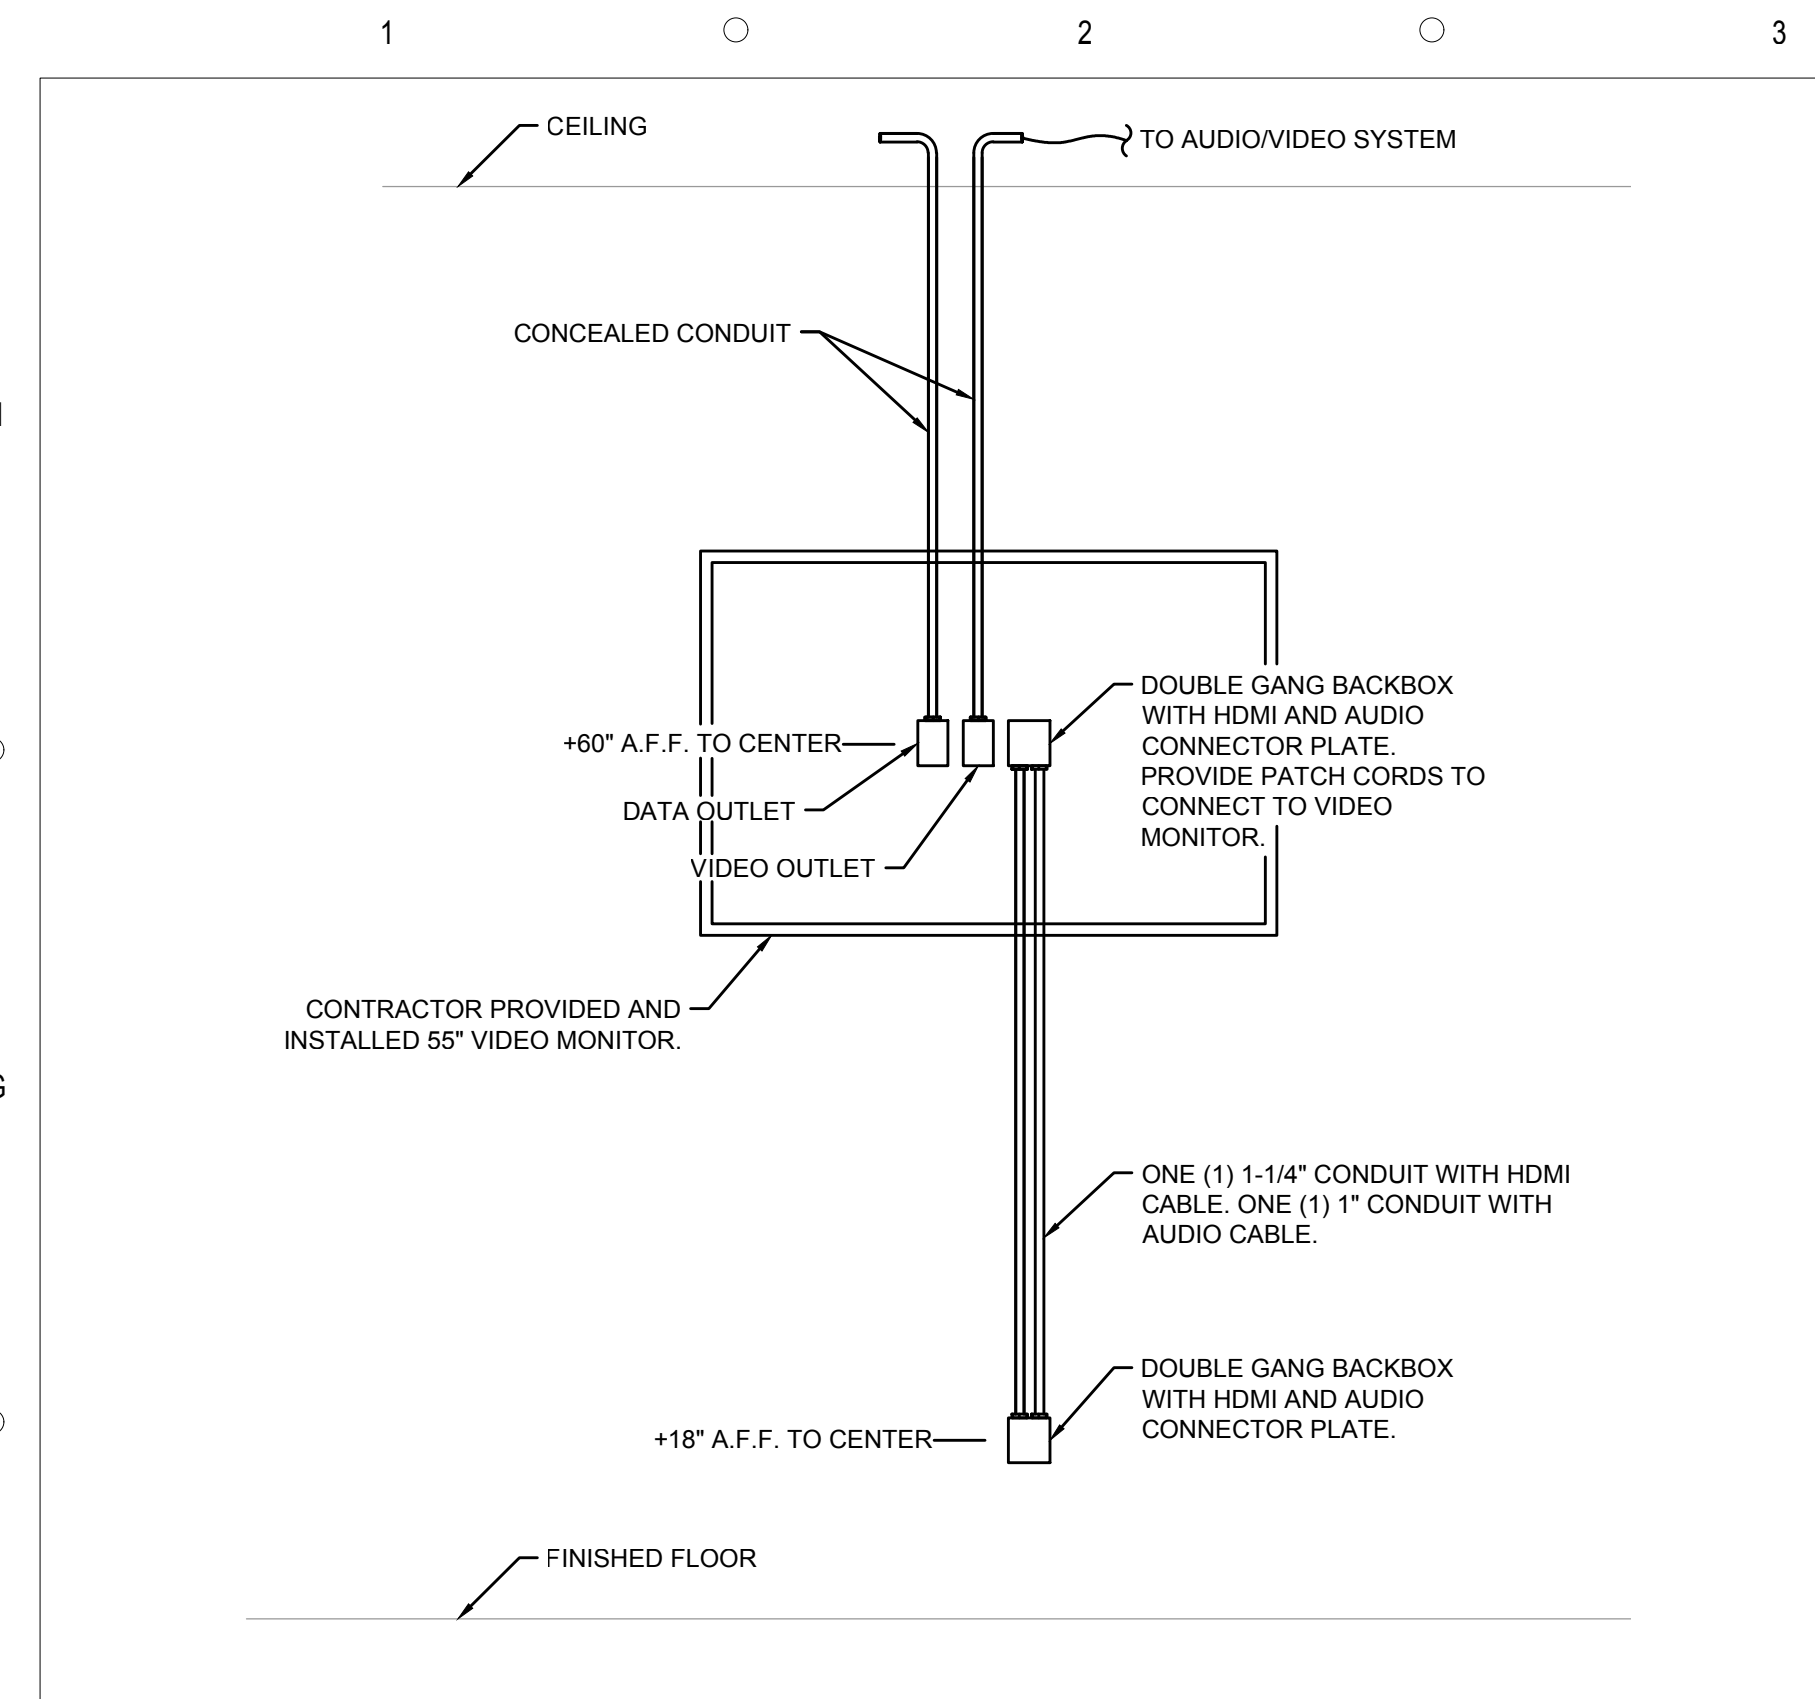 1 2 3
CEILING
TO AUDIO/VIDEO SYSTEM
CONCEALED CONDUIT
DOUBLE GANG BACKBOX
WITH HDMI AND AUDIO
CONNECTOR PLATE.
PROVIDE PATCH CORDS TO
CONNECT TO VIDEO
MONITOR.
+60" A.F.F. TO CENTER
DATA OUTLET
VIDEO OUTLET
CONTRACTOR PROVIDED AND
INSTALLED 55" VIDEO MONITOR.
G
ONE (1) 1-1/4" CONDUIT WITH HDMI
CABLE. ONE (1) 1" CONDUIT WITH
AUDIO CABLE.
DOUBLE GANG BACKBOX
WITH HDMI AND AUDIO
CONNECTOR PLATE.
+18" A.F.F. TO CENTER
FINISHED FLOOR